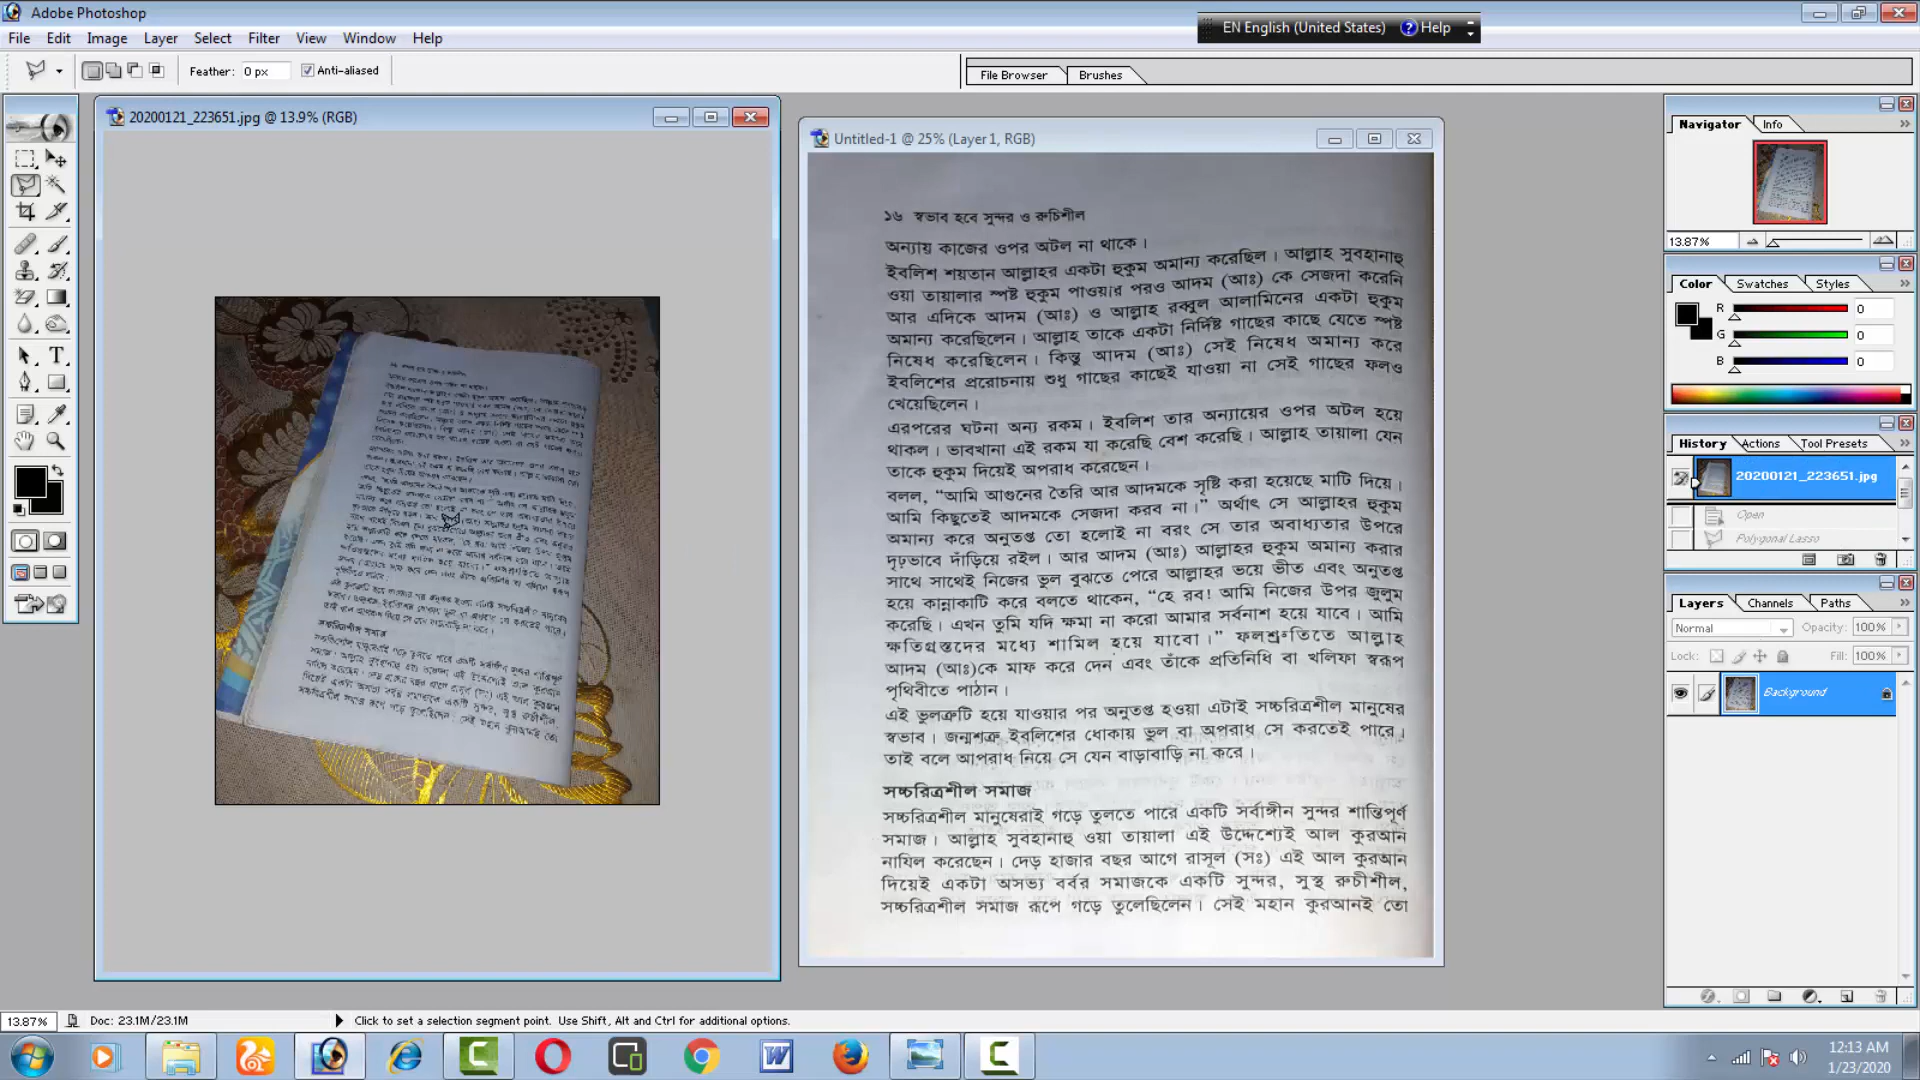 Adobe Photoshop
File Edit Image Layer Select Filter View Window Help
EN English (United States) Help
Feather: 0 px Anti-aliased
File Browser Brushes
20200121_223651.jpg @ 13.9% (RGB)
Untitled-1 @ 25% (Layer 1, RGB)
১৬ স্বভাব হবে সুন্দর ও রুচিশীল
অন্যায় কাজের ওপর অটল না থাকে।
ইবলিশ শয়তান আল্লাহর একটা হুকুম অমান্য করেছিল। আল্লাহ সুবহানাহু
ওয়া তায়ালার স্পষ্ট হুকুম পাওয়ার পরও আদম (আঃ) কে সেজদা করেনি
আর এদিকে আদম (আঃ) ও আল্লাহ রব্বুল আলামিনের একটা হুকুম
অমান্য করেছিলেন। আল্লাহ তাকে একটা নির্দিষ্ট গাছের কাছে যেতে স্পষ্ট
নিষেধ করেছিলেন। কিন্তু আদম (আঃ) সেই নিষেধ অমান্য করে
ইবলিশের প্ররোচনায় শুধু গাছের কাছেই যাওয়া না সেই গাছের ফলও
খেয়েছিলেন।
এরপরের ঘটনা অন্য রকম। ইবলিশ তার অন্যায়ের ওপর অটল হয়ে
থাকল। ভাবখানা এই রকম যা করেছি বেশ করেছি। আল্লাহ তায়ালা যেন
তাকে হুকুম দিয়েই অপরাধ করেছেন।
বলল, “আমি আগুনের তৈরি আর আদমকে সৃষ্টি করা হয়েছে মাটি দিয়ে।
আমি কিছুতেই আদমকে সেজদা করব না।” অর্থাৎ সে আল্লাহর হুকুম
অমান্য করে অনুতপ্ত তো হলোই না বরং সে তার অবাধ্যতার উপরে
দৃঢ়ভাবে দাঁড়িয়ে রইল। আর আদম (আঃ) আল্লাহর হুকুম অমান্য করার
সাথে সাথেই নিজের ভুল বুঝতে পেরে আল্লাহর ভয়ে ভীত এবং অনুতপ্ত
হয়ে কান্নাকাটি করে বলতে থাকেন, “হে রব! আমি নিজের উপর জুলুম
করেছি। এখন তুমি যদি ক্ষমা না করো আমার সর্বনাশ হয়ে যাবে। আমি
ক্ষতিগ্রস্তদের মধ্যে শামিল হয়ে যাবো।” ফলশ্রুতিতে আল্লাহ
আদম (আঃ)কে মাফ করে দেন এবং তাঁকে প্রতিনিধি বা খলিফা স্বরূপ
পৃথিবীতে পাঠান।
এই ভুলত্রুটি হয়ে যাওয়ার পর অনুতপ্ত হওয়া এটাই সচ্চরিত্রশীল মানুষের
স্বভাব। জন্মশত্রু ইবলিশের ধোকায় ভুল বা অপরাধ সে করতেই পারে।
তাই বলে আপরাধ নিয়ে সে যেন বাড়াবাড়ি না করে।
সচ্চরিত্রশীল সমাজ
সচ্চরিত্রশীল মানুষেরাই গড়ে তুলতে পারে একটি সর্বাঙ্গীন সুন্দর শান্তিপূর্ণ
সমাজ। আল্লাহ সুবহানাহু ওয়া তায়ালা এই উদ্দেশ্যেই আল কুরআন
নাযিল করেছেন। দেড় হাজার বছর আগে রাসূল (সঃ) এই আল কুরআন
দিয়েই একটা অসভ্য বর্বর সমাজকে একটি সুন্দর, সুস্থ রুচীশীল,
সচ্চরিত্রশীল সমাজ রূপে গড়ে তুলেছিলেন। সেই মহান কুরআনই তো
Navigator Info
13.87%
Color Swatches Styles
R 0
G 0
B 0
History Actions Tool Presets
20200121_223651.jpg
Open
Polygonal Lasso
Layers Channels Paths
Normal Opacity: 100%
Lock: Fill: 100%
Background
13.87% Doc: 23.1M/23.1M Click to set a selection segment point. Use Shift, Alt and Ctrl for additional options.
12:13 AM
1/23/2020